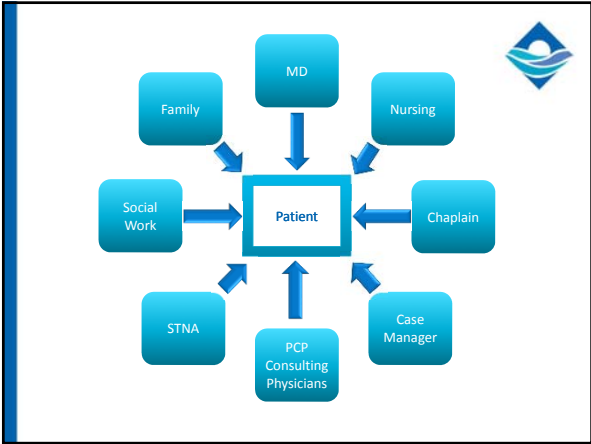 MD
Family
Nursing
Social
Work
Patient
Chaplain
STNA
Case
Manager
PCP
Consulting
Physicians